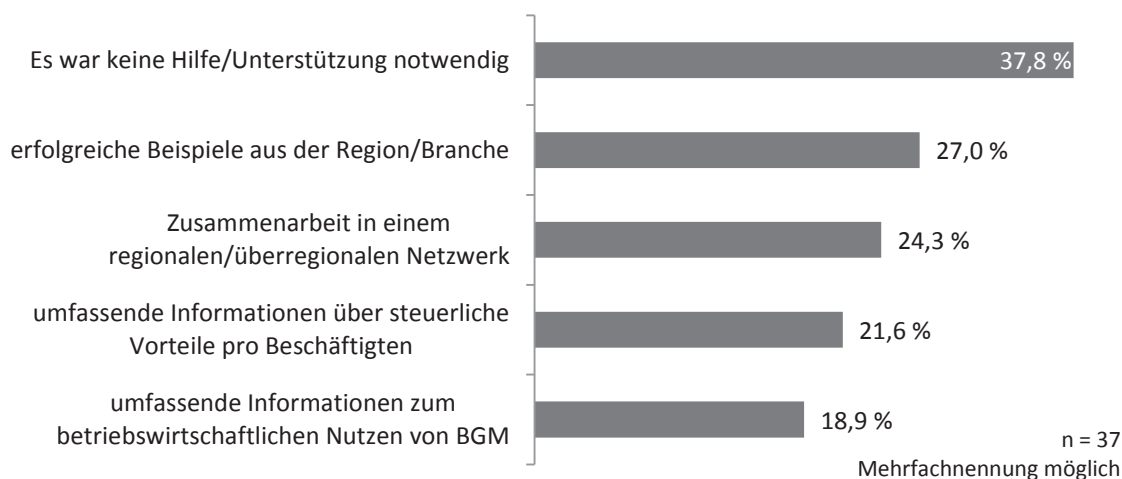 Es war keine Hilfe/Unterstützung notwendig
37,8 %
erfolgreiche Beispiele aus der Region/Branche
27,0 %
Zusammenarbeit in einem
regionalen/überregionalen Netzwerk
24,3 %
umfassende Informationen über steuerliche
Vorteile pro Beschäftigten
21,6 %
umfassende Informationen zum
betriebswirtschaftlichen Nutzen von BGM
18,9 %
n = 37
Mehrfachnennung möglich